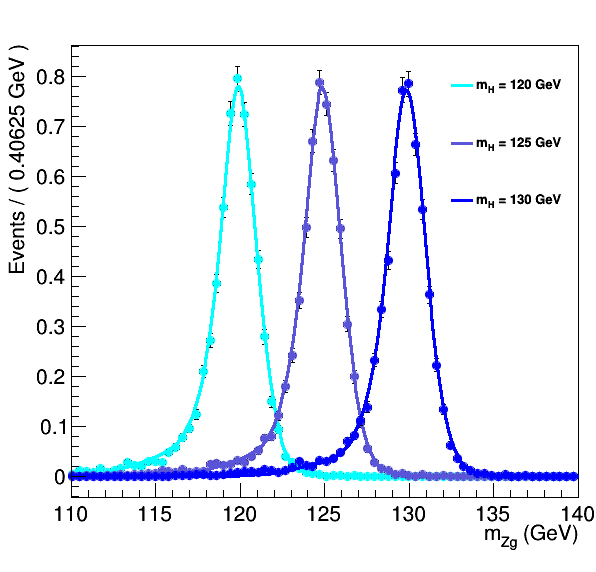 Events / ( 0.40625 GeV )
0.8
0.7
0.6
0.5
0.4
0.3
0.2
0.1
0
m_H = 120 GeV
m_H = 125 GeV
m_H = 130 GeV
110 115 120 125 130 135 140
m_Zg (GeV)